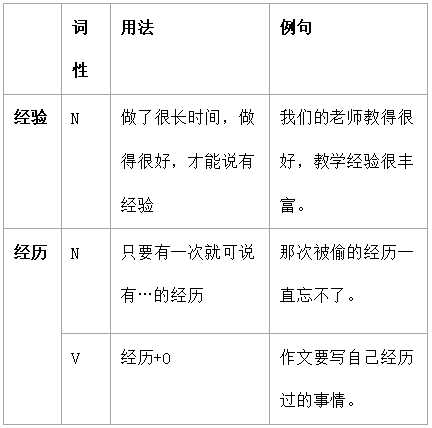 词性 用法 例句
经验 N 做了很长时间，做得很好，才能说有经验 我们的老师教得很好，教学经验很丰富。
经历 N 只要有一次就可说有…的经历 那次被偷的经历一直忘不了。
V 经历+O 作文要写自己经历过的事情。